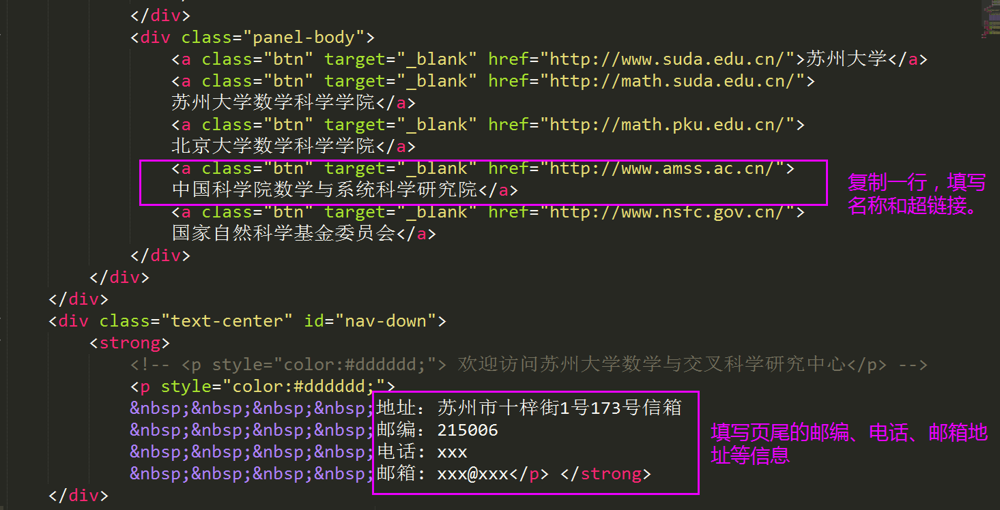 </div>
<div class="panel-body">
<a class="btn" target="_blank" href="http://www.suda.edu.cn/">苏州大学</a>
<a class="btn" target="_blank" href="http://math.suda.edu.cn/">
苏州大学数学科学学院</a>
<a class="btn" target="_blank" href="http://math.pku.edu.cn/">
北京大学数学科学学院</a>
<a class="btn" target="_blank" href="http://www.amss.ac.cn/">
中国科学院数学与系统科学研究院</a>
复制一行，填写
名称和超链接。
<a class="btn" target="_blank" href="http://www.nsfc.gov.cn/">
国家自然科学基金委员会</a>
</div>
</div>
</div>
<div class="text-center" id="nav-down">
<strong>
<!-- <p style="color:#dddddd;"> 欢迎访问苏州大学数学与交叉科学研究中心</p> -->
<p style="color:#dddddd;">
&nbsp;&nbsp;&nbsp;&nbsp;地址：苏州市十梓街1号173号信箱
&nbsp;&nbsp;&nbsp;&nbsp;邮编：215006
&nbsp;&nbsp;&nbsp;&nbsp;电话：xxx
&nbsp;&nbsp;&nbsp;&nbsp;邮箱：xxx@xxx</p> </strong>
填写页尾的邮编、电话、邮箱地
址等信息
</div>